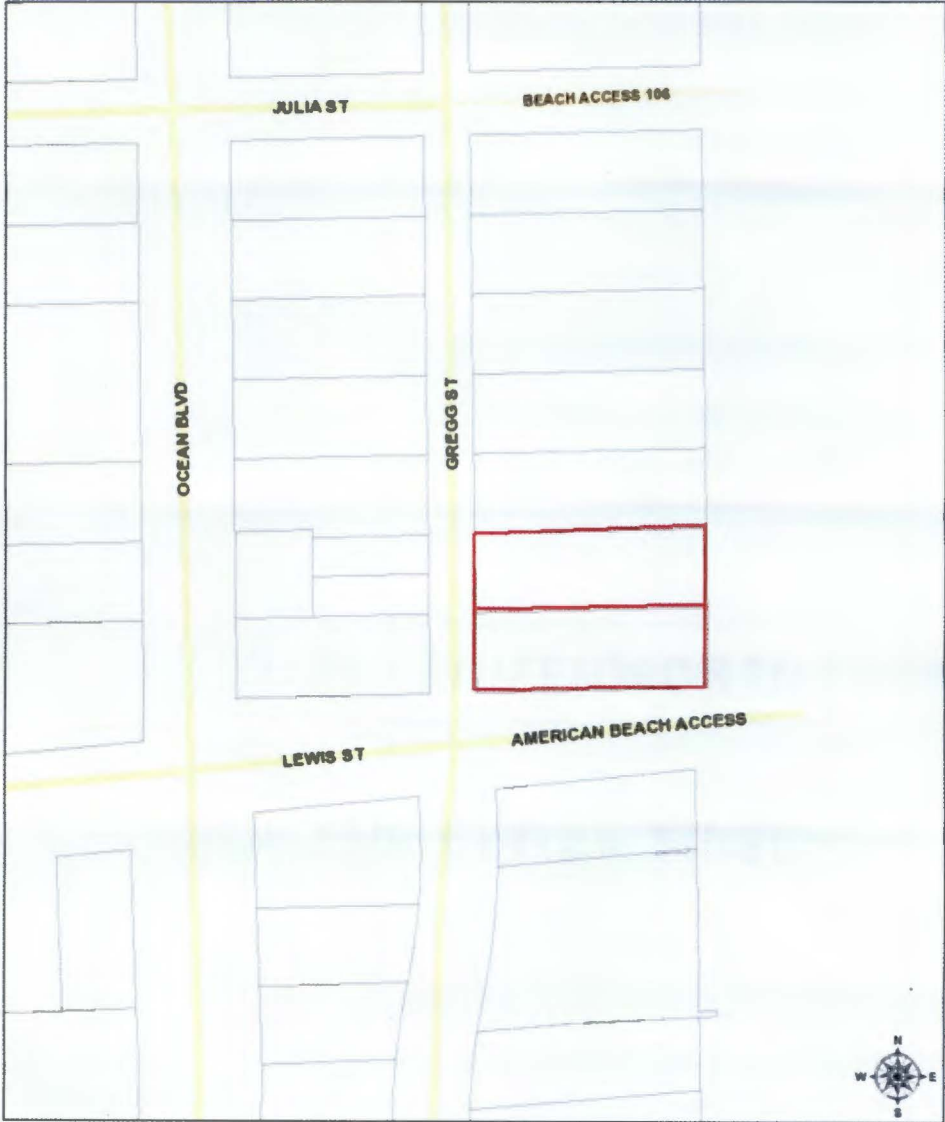 JULIA ST
BEACH ACCESS 106
OCEAN BLVD
GREGG ST
LEWIS ST
AMERICAN BEACH ACCESS
N
W
E
S